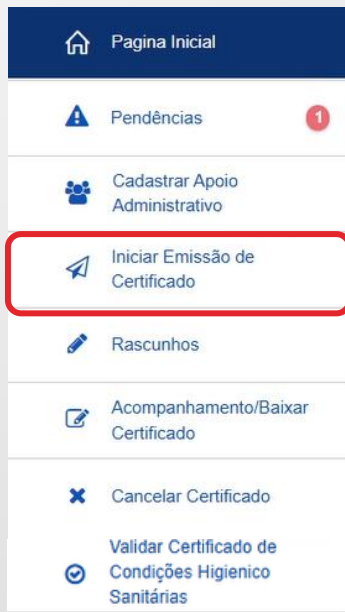 Pagina Inicial
Pendências 1
Cadastrar Apoio
Administrativo
Iniciar Emissão de
Certificado
Rascunhos
Acompanhamento/Baixar
Certificado
Cancelar Certificado
Validar Certificado de
Condições Higienico
Sanitárias